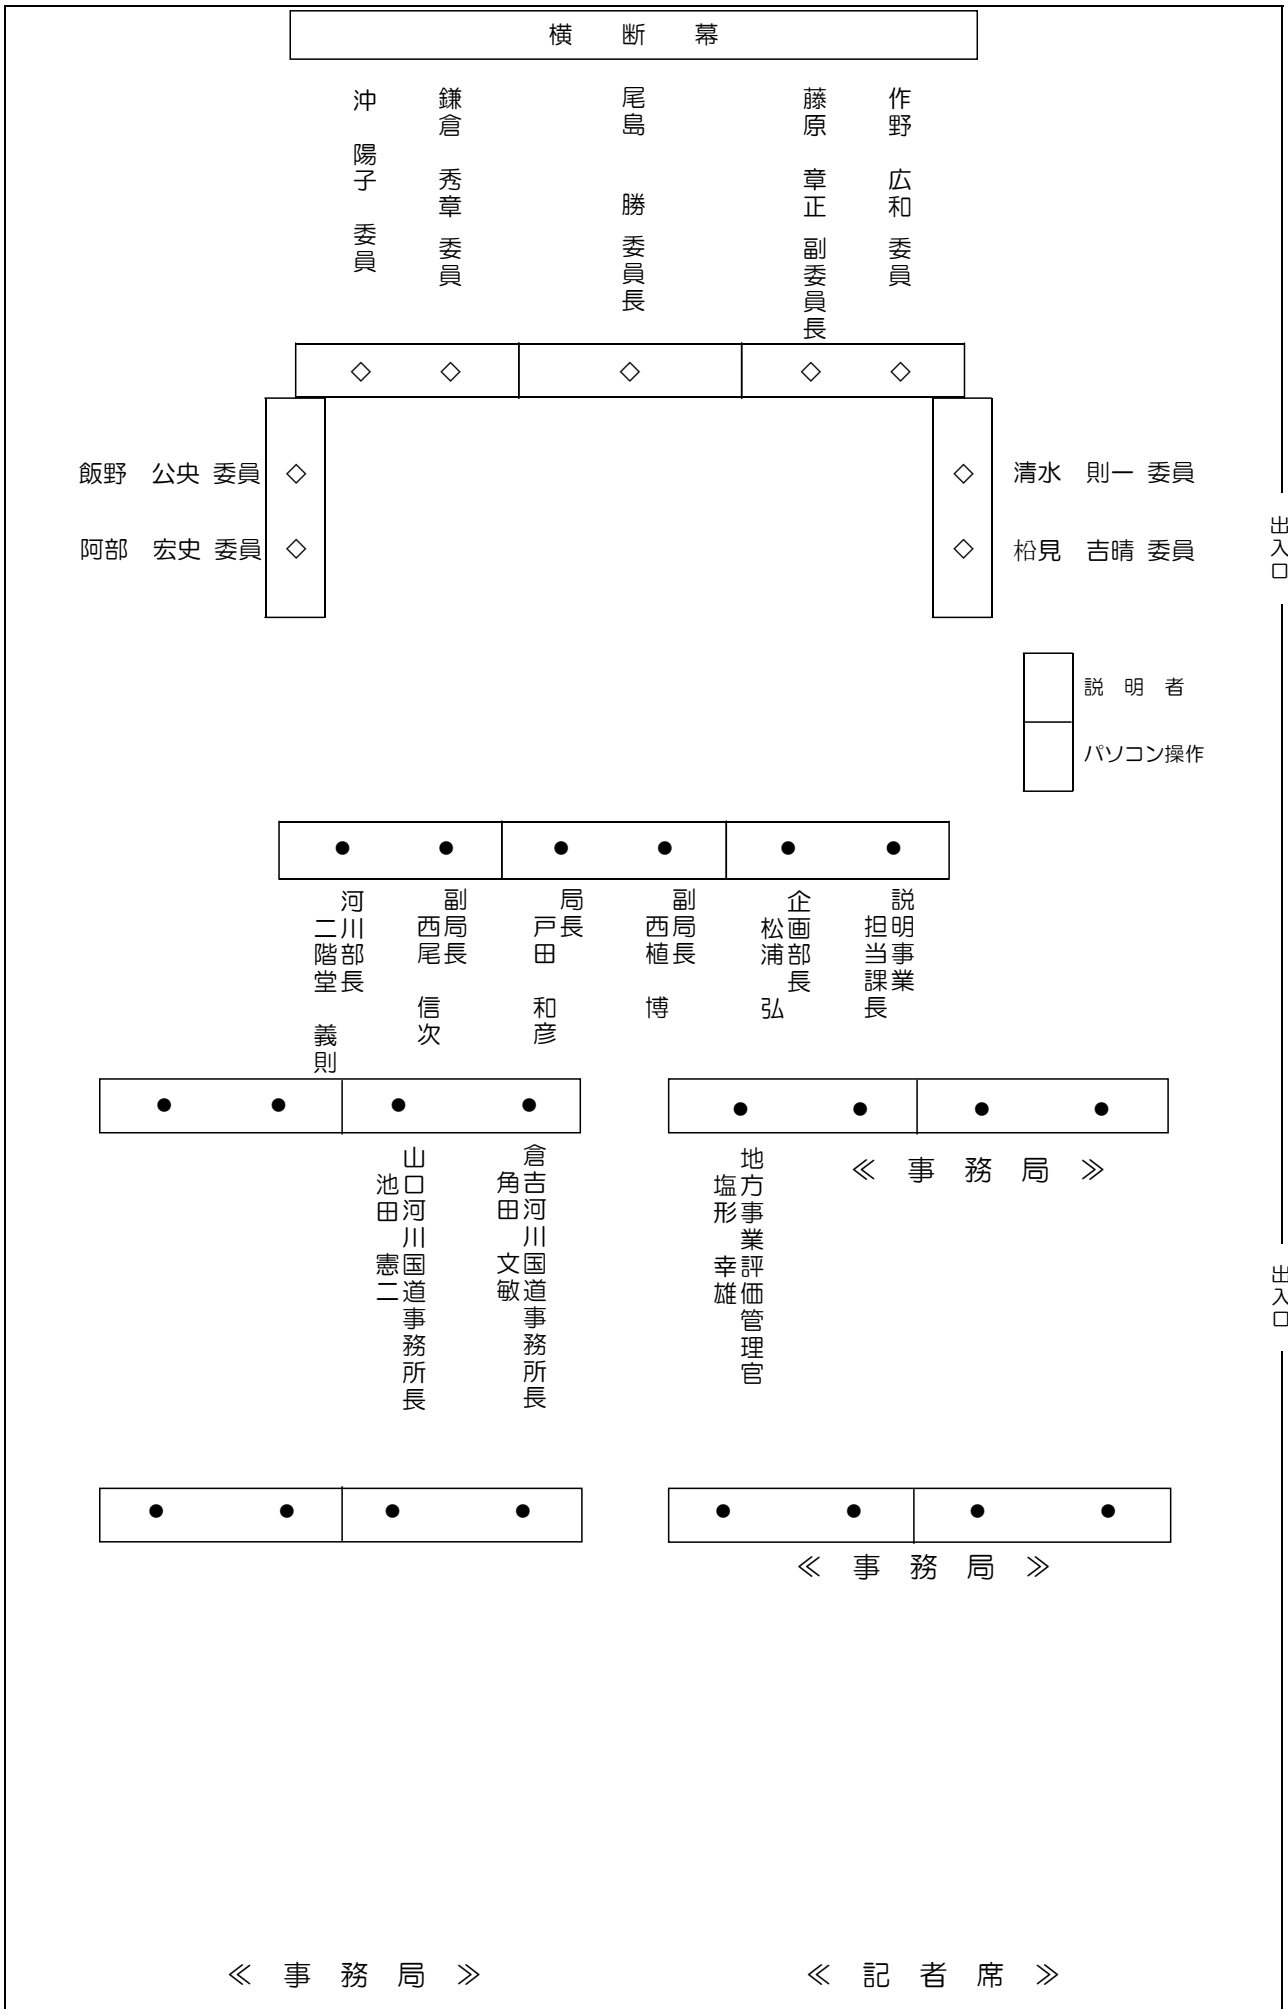 横　断　幕
沖　陽子　委員
鎌倉　秀章 委員
尾島　　勝 委員長
藤原　章正 副委員長
作野　広和 委員
◇ ◇ ◇ ◇ ◇
飯野　公央 委員 ◇
◇ 清水　則一 委員
阿部　宏史 委員 ◇
◇ 枩見　吉晴 委員
出入口
説　明　者
パソコン操作
● ● ● ● ● ●
河川部長
二階堂　義則
副局長
西尾　信次
局長
戸田　和彦
副局長
西植　博
企画部長
松浦　弘
説明事業
担当課長
● ● ● ●
● ● ● ●
山口河川国道事務所長
池田　憲二
倉吉河川国道事務所長
角田　文敏
地方事業評価管理官
塩形　幸雄
≪　事　務　局　≫
出入口
● ● ● ●
● ● ● ●
≪　事　務　局　≫
≪　事　務　局　≫
≪　記　者　席　≫